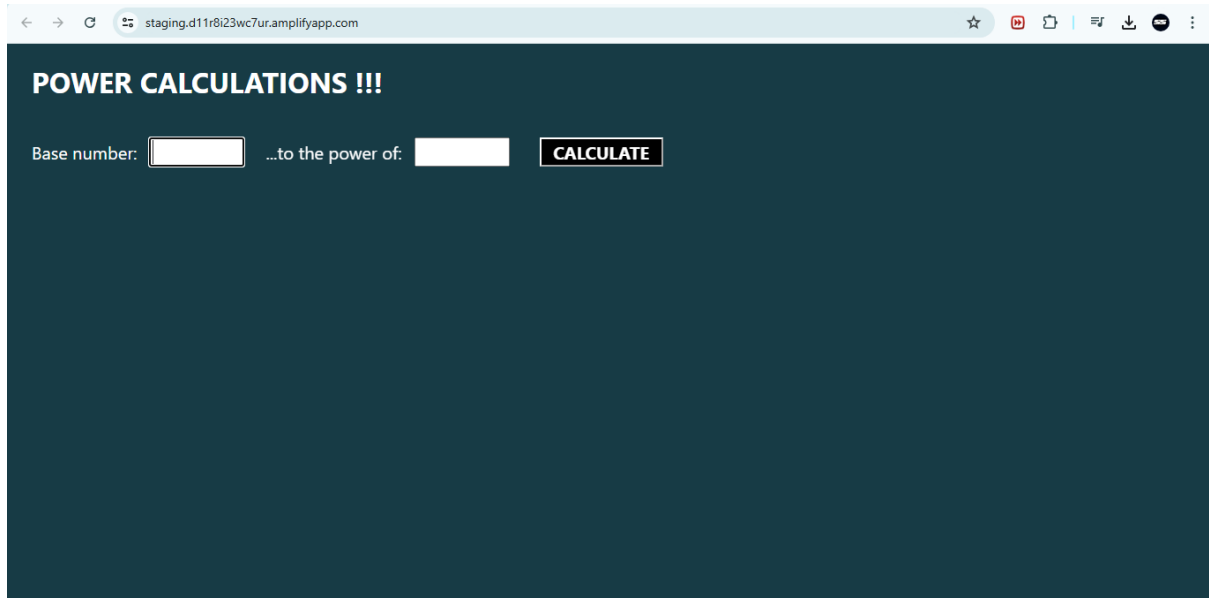 staging.d11r8i23wc7ur.amplifyapp.com
POWER CALCULATIONS !!!
Base number: ...to the power of: CALCULATE